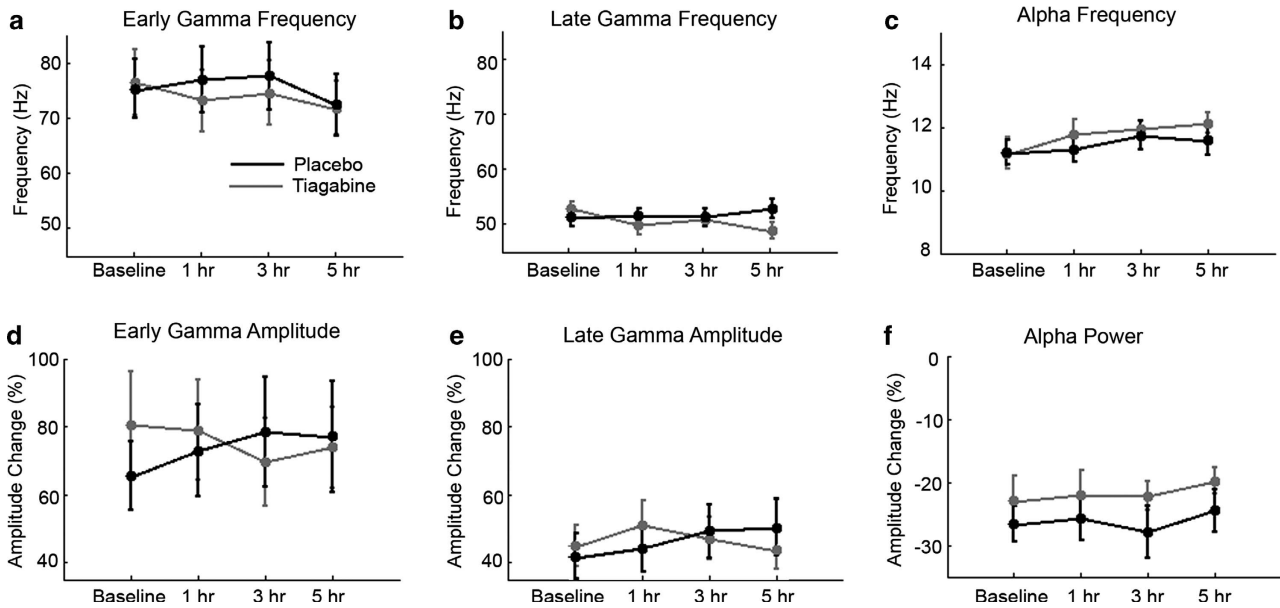 a Early Gamma Frequency
Frequency (Hz)
80
70
60
50
Placebo
Tiagabine
Baseline 1 hr 3 hr 5 hr
b Late Gamma Frequency
Frequency (Hz)
80
70
60
50
Baseline 1 hr 3 hr 5 hr
c Alpha Frequency
Frequency (Hz)
14
12
10
8
Baseline 1 hr 3 hr 5 hr
d Early Gamma Amplitude
Amplitude Change (%)
100
80
60
40
Baseline 1 hr 3 hr 5 hr
e Late Gamma Amplitude
Amplitude Change (%)
100
80
60
40
Baseline 1 hr 3 hr 5 hr
f Alpha Power
Amplitude Change (%)
0
-10
-20
-30
Baseline 1 hr 3 hr 5 hr